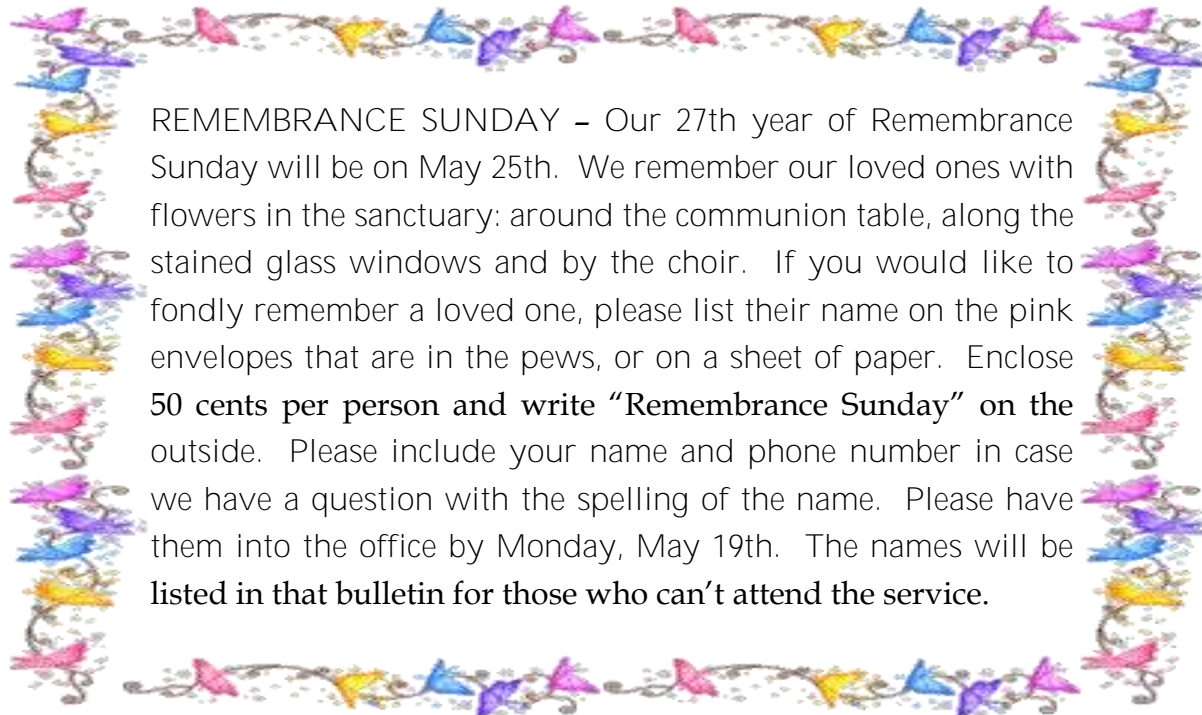 REMEMBRANCE SUNDAY – Our 27th year of Remembrance
Sunday will be on May 25th. We remember our loved ones with
flowers in the sanctuary: around the communion table, along the
stained glass windows and by the choir. If you would like to
fondly remember a loved one, please list their name on the pink
envelopes that are in the pews, or on a sheet of paper. Enclose
50 cents per person and write “Remembrance Sunday” on the
outside. Please include your name and phone number in case
we have a question with the spelling of the name. Please have
them into the office by Monday, May 19th. The names will be
listed in that bulletin for those who can’t attend the service.